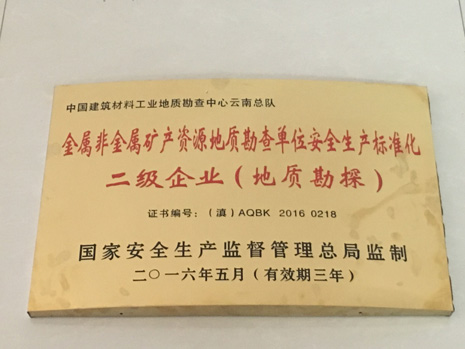 中国建筑材料工业地质勘查中心云南总队
金属非金属矿产资源地质勘查单位安全生产标准化
二级企业(地质勘探)
证书编号:(滇)AQBK 2016 0218
国家安全生产监督管理总局监制
二〇一六年五月(有效期三年)